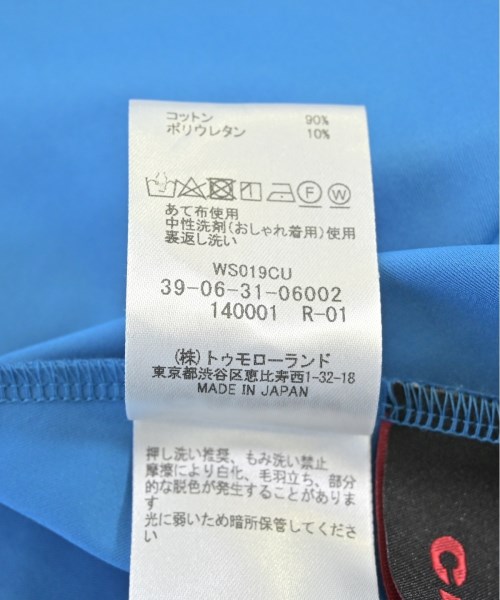 コットン 90%
ポリウレタン 10%
F W
あて布使用
中性洗剤(おしゃれ着用)使用
裏返し洗い
WS019CU
39-06-31-06002
140001 R-01
(株)トゥモローランド
東京都渋谷区恵比寿西1-32-18
MADE IN JAPAN
押し洗い推奨、もみ洗い禁止
摩擦により白化、毛羽立ち、部分
的な脱色が発生することがありま
す
光に弱いため暗所保管してくださ
い